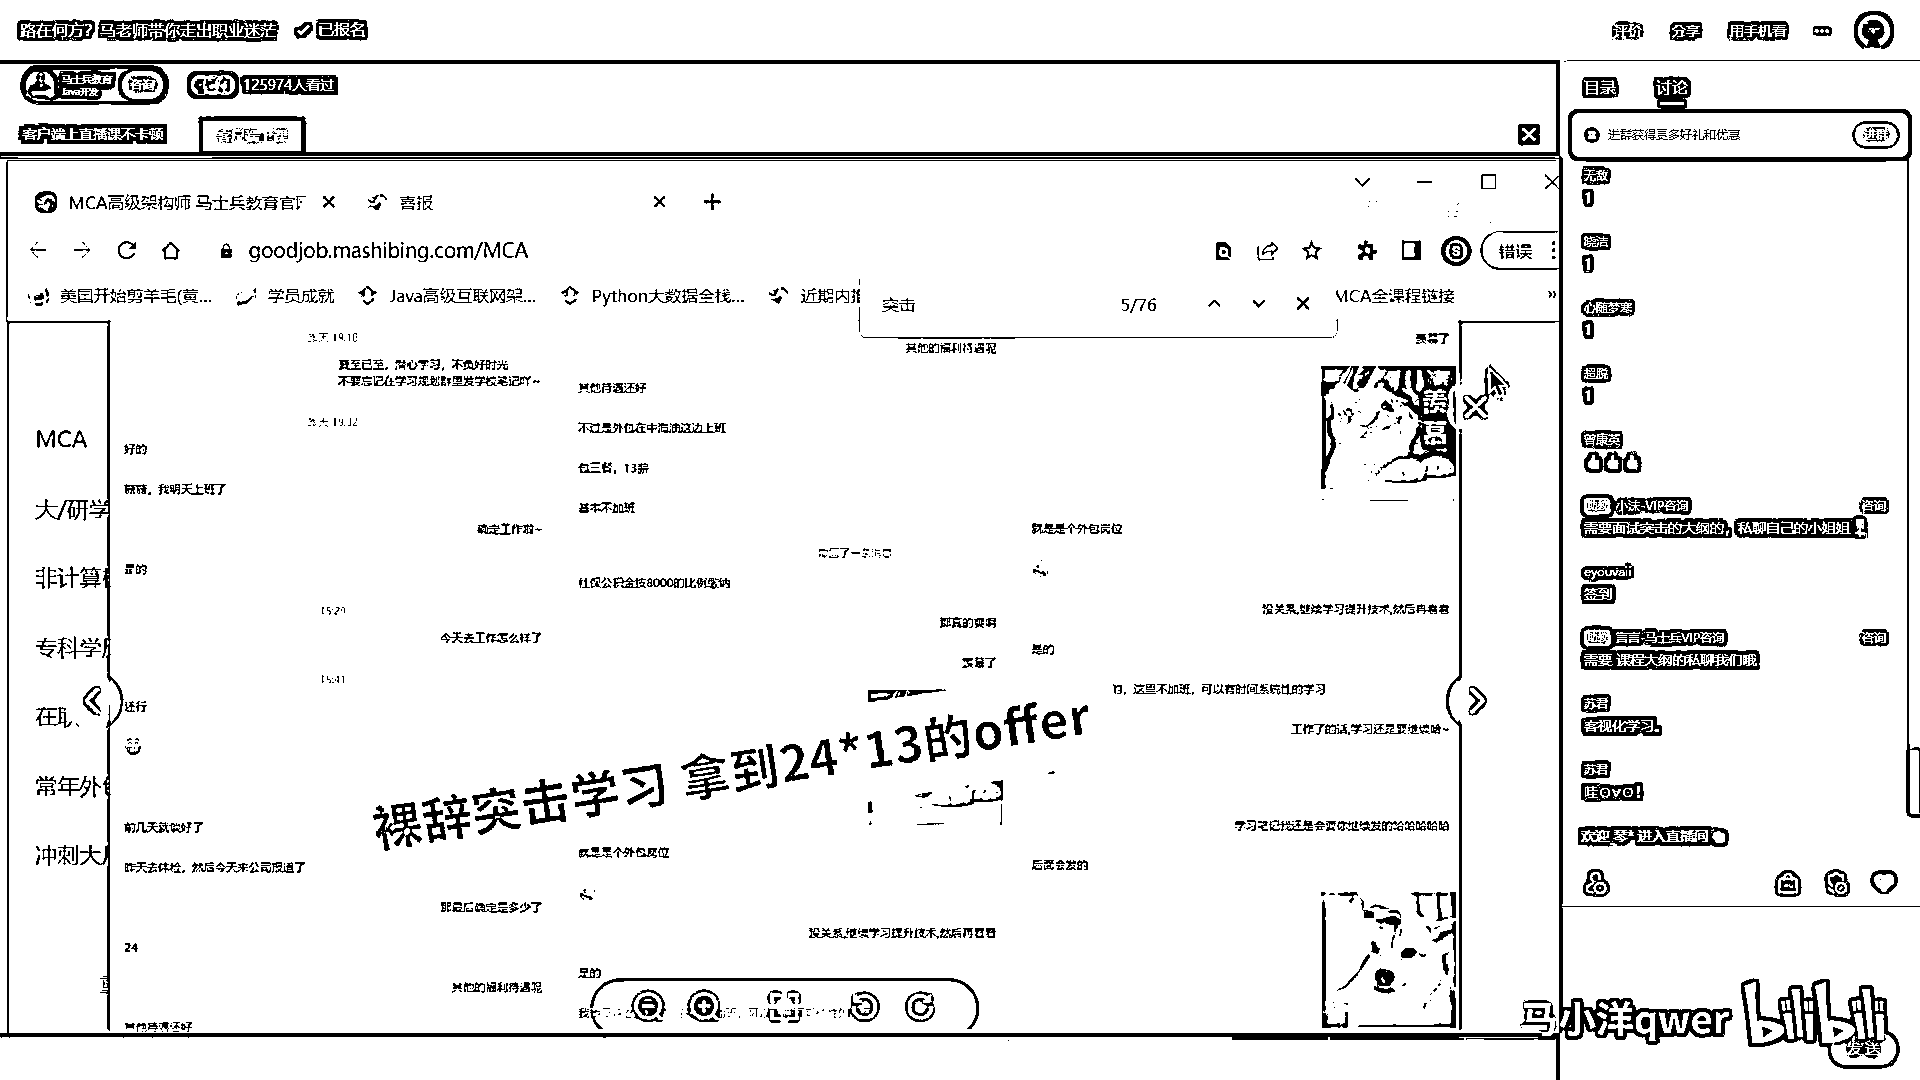 路在何方？马老师带你走出职业迷茫 已报名
评价 分享 用手机看
马士兵教育
Java开发
咨询
125974人看过
目录 讨论
客户端上直播课不卡顿
进群获得更多好礼和优惠 进群
MCA高级架构师 马士兵教育官
喜报
goodjob.mashibing.com/MCA
错误
美国开始剪羊毛(黄...
学员成就
Java高级互联网架...
Python大数据全栈...
近期内推
MCA全课程链接
突击 5/76
MCA
大/研学
非计算机
专科学历
在职、
常年外包
冲刺大厂
昨天 19:10
夏至已至，潜心学习，不负好时光
不要忘记在学习规划群里发学校笔记吖~
昨天 19:32
好的
薇薇，我明天上班了
确定工作啦~
是的
15:29
今天去工作怎么样了
15:41
还行
前几天就谈好了
昨天去体检，然后今天来公司报道了
那最后确定是多少了
24
其他的福利待遇呢
其他待遇还好
其他的福利待遇呢
其他待遇还好
不过是外包在中海油这边上班
包三餐，13薪
基本不加班
社保公积金按8000的比例缴纳
那真的要啊
羡慕了
就是是个外包岗位
没关系,继续学习提升技术,然后再看看
是的
羡慕了
就是是个外包岗位
没关系,继续学习提升技术,然后再看看
是的
这里不加班，可以有时间系统性的学习
工作了的话,学习还是要继续哈~
学习笔记我还是会要你继续发的哈哈哈哈哈
后面会发的
裸辞突击学习 拿到24*13的offer
无敌
1
晓洁
1
心随梦寒
1
超脱
1
曾康英
助教 小沫-VIP咨询 咨询
需要面试突击的大纲的，私聊自己的小姐姐
eyouvaii
签到
助教 言言-马士兵VIP咨询 咨询
需要 课程大纲的私聊我们哦
苏君
客视化学习。
苏君
哇OvO！
欢迎 琴* 进入直播间
马小洋qwer
bilibili
发送